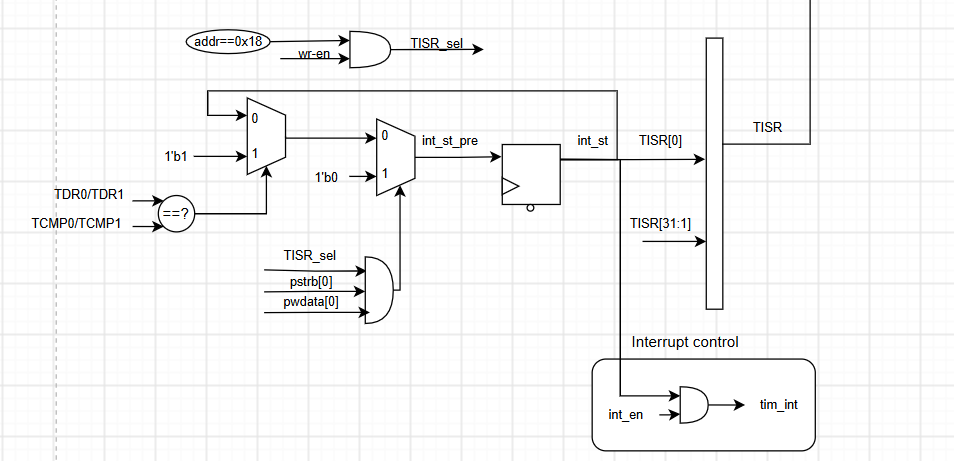 addr==0x18
TISR_sel
wr-en
0
1'b1
1
0
int_st_pre
1'b0
1
int_st
TISR[0]
TISR
TDR0/TDR1
==?
TCMP0/TCMP1
TISR[31:1]
TISR_sel
pstrb[0]
pwdata[0]
Interrupt control
int_en
tim_int